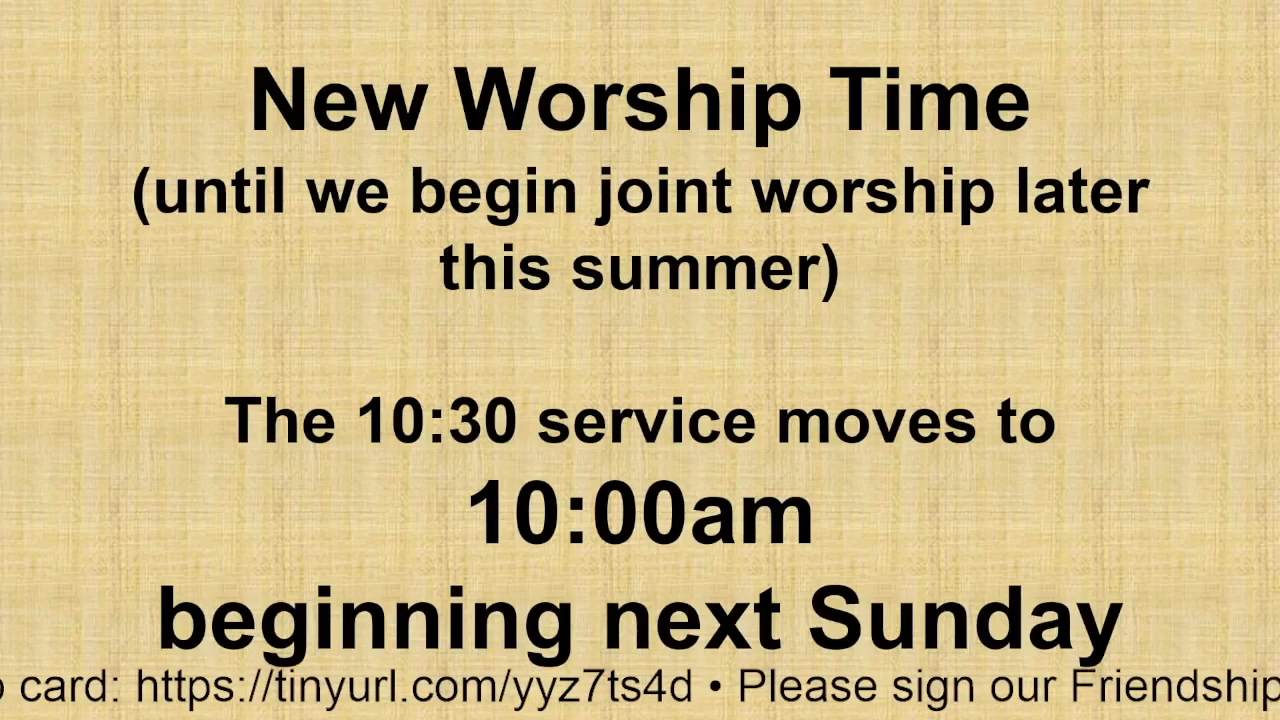 New Worship Time
(until we begin joint worship later
this summer)
The 10:30 service moves to
10:00am
beginning next Sunday
card: https://tinyurl.com/yyz7ts4d • Please sign our Friendship